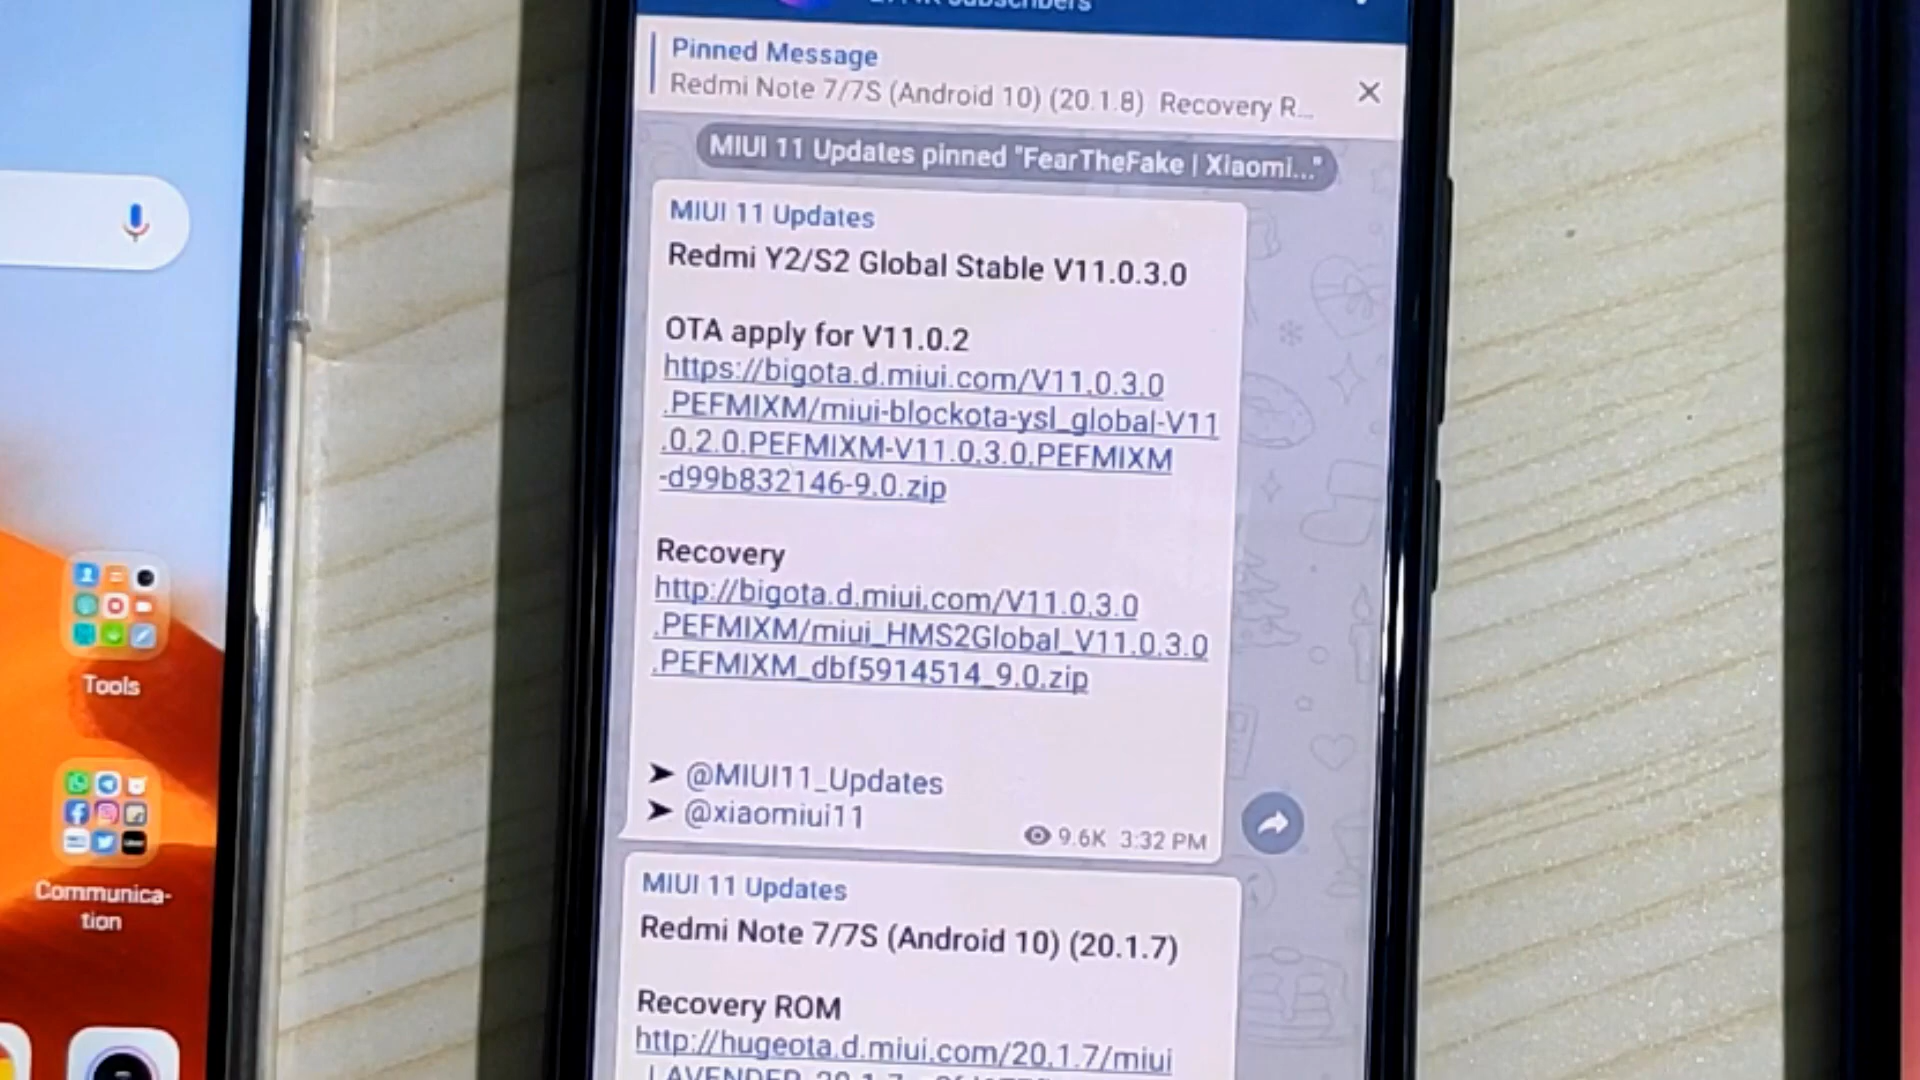 subscribers
Pinned Message
Redmi Note 7/7S (Android 10) (20.1.8) Recovery R...
MIUI 11 Updates pinned "FearTheFake | Xiaomi..."
MIUI 11 Updates
Redmi Y2/S2 Global Stable V11.0.3.0
OTA apply for V11.0.2
https://bigota.d.miui.com/V11.0.3.0
.PEFMIXM/miui-blockota-ysl_global-V11
.0.2.0.PEFMIXM-V11.0.3.0.PEFMIXM
-d99b832146-9.0.zip
Recovery
http://bigota.d.miui.com/V11.0.3.0
.PEFMIXM/miui_HMS2Global_V11.0.3.0
.PEFMIXM_dbf5914514_9.0.zip
➤ @MIUI11_Updates
➤ @xiaomiui11
9.6K 3:32 PM
MIUI 11 Updates
Redmi Note 7/7S (Android 10) (20.1.7)
Recovery ROM
http://hugeota.d.miui.com/20.1.7/miui
Tools
Communica-
tion